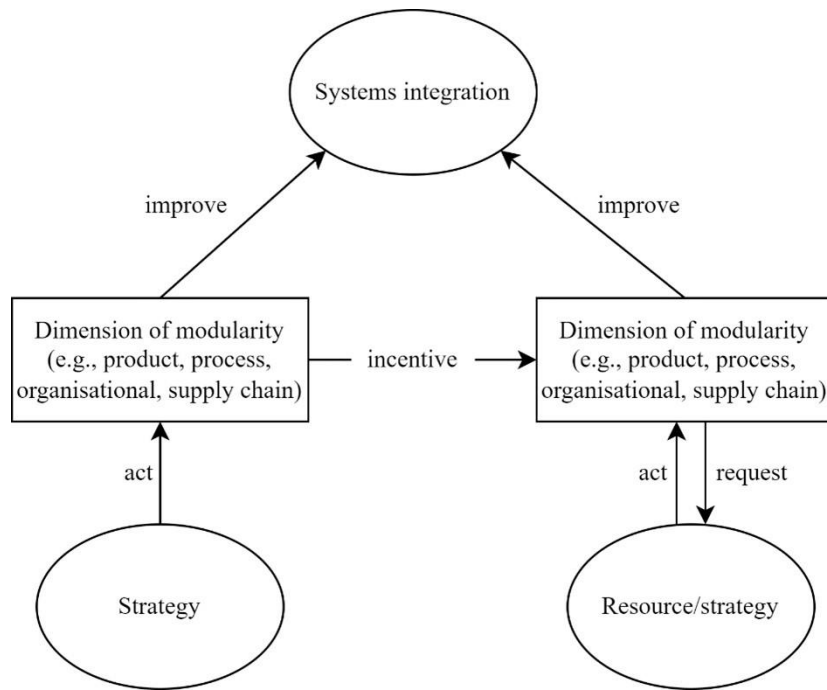 Systems integration
improve
improve
Dimension of modularity
(e.g., product, process,
organisational, supply chain)
incentive
Dimension of modularity
(e.g., product, process,
organisational, supply chain)
act
act
request
Strategy
Resource/strategy